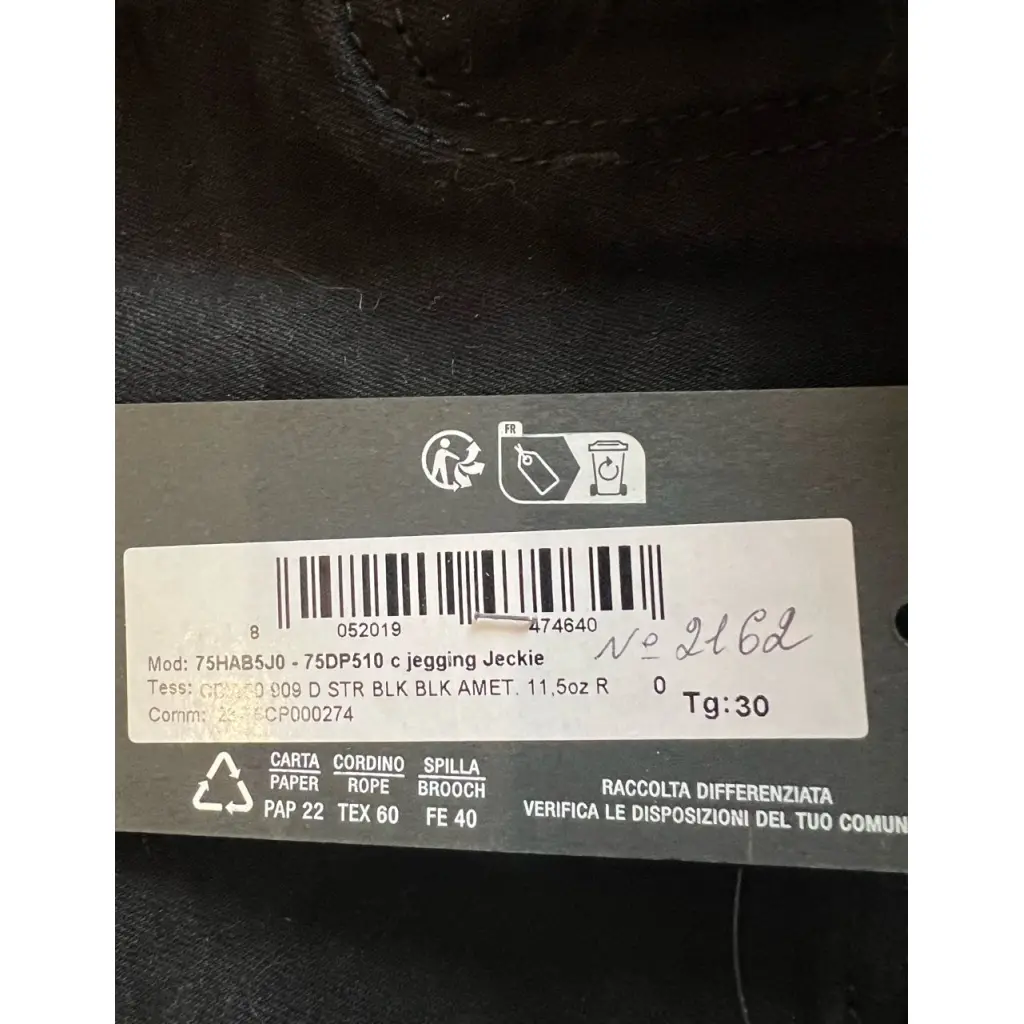 FR
8 052019 474640
Nº 2162
Mod: 75HAB5J0 - 75DP510 c jegging Jeckie
Tess: 909 D STR BLK BLK AMET. 11,5oz R 0
Tg:30
Comm: CP000274
CARTA CORDINO SPILLA
PAPER ROPE BROOCH
PAP 22 TEX 60 FE 40
RACCOLTA DIFFERENZIATA
VERIFICA LE DISPOSIZIONI DEL TUO COMUN